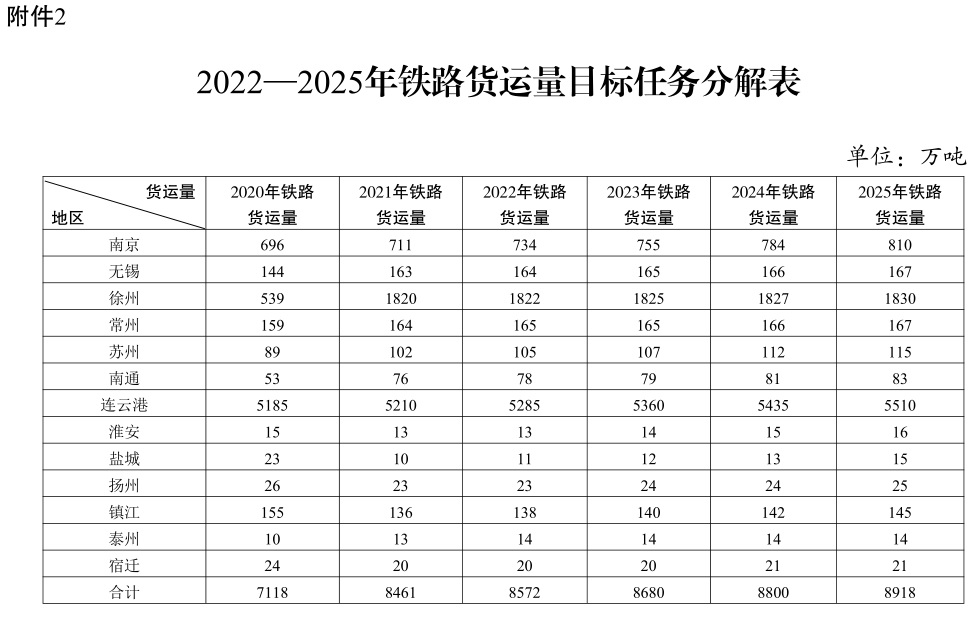 附件2
2022—2025年铁路货运量目标任务分解表
单位：万吨
货运量 地区 2020年铁路货运量 2021年铁路货运量 2022年铁路货运量 2023年铁路货运量 2024年铁路货运量 2025年铁路货运量
南京 696 711 734 755 784 810
无锡 144 163 164 165 166 167
徐州 539 1820 1822 1825 1827 1830
常州 159 164 165 165 166 167
苏州 89 102 105 107 112 115
南通 53 76 78 79 81 83
连云港 5185 5210 5285 5360 5435 5510
淮安 15 13 13 14 15 16
盐城 23 10 11 12 13 15
扬州 26 23 23 24 24 25
镇江 155 136 138 140 142 145
泰州 10 13 14 14 14 14
宿迁 24 20 20 20 21 21
合计 7118 8461 8572 8680 8800 8918